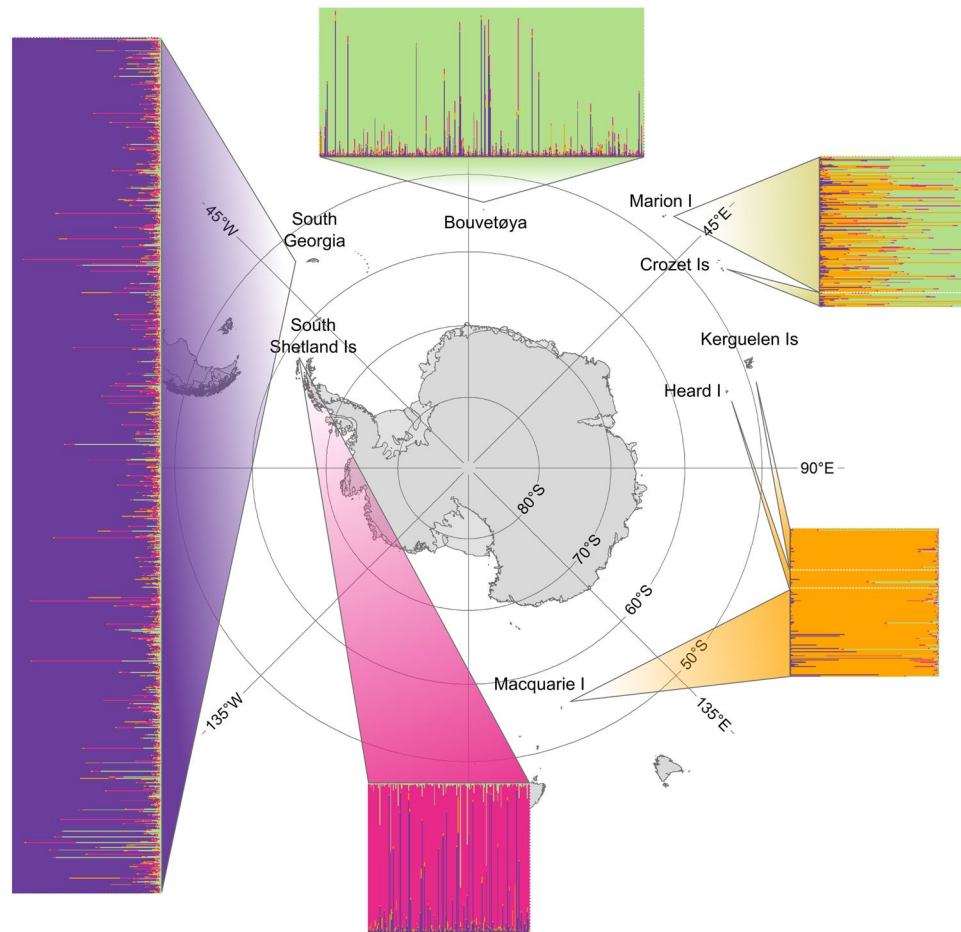 Marion I
-45°W-
South
Georgia
Bouvetøya
-45°E-
Crozet Is
South
Shetland Is
Kerguelen Is
Heard I
90°E-
80°S
70°S
60°S
50°S
Macquarie I
-135°W-
-135°E-